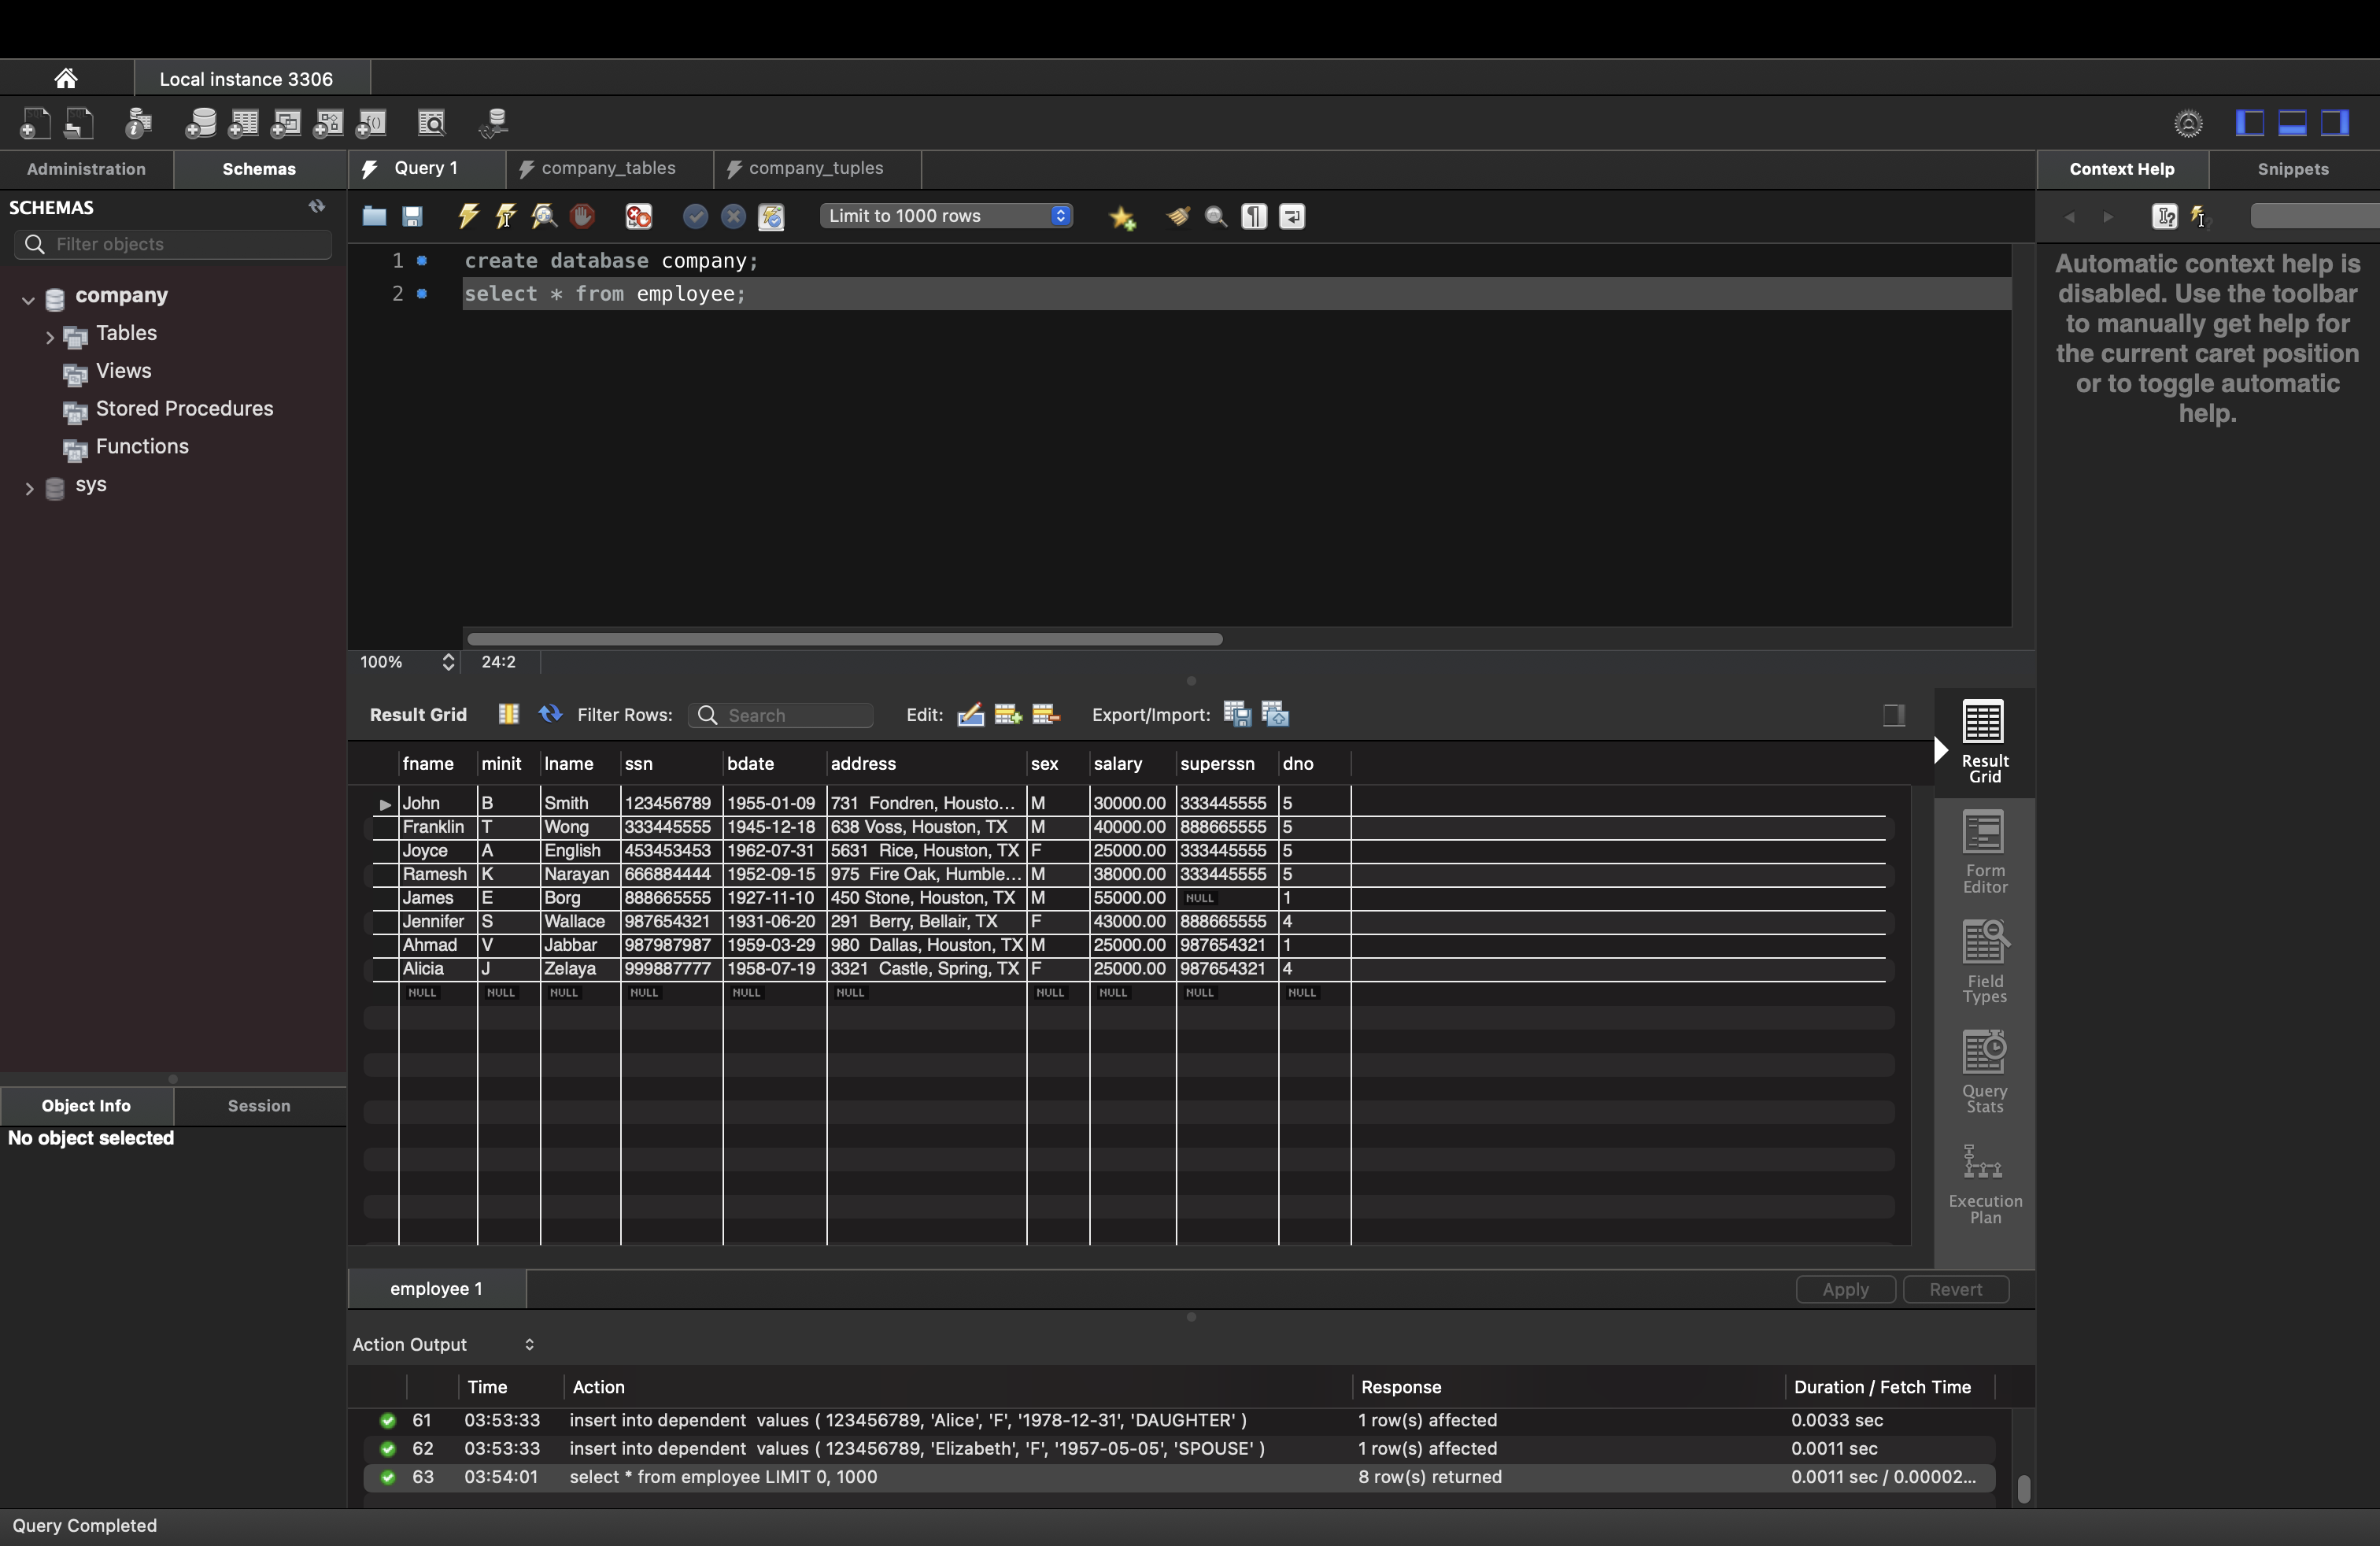 Local instance 3306
Administration Schemas
Query 1 company_tables company_tuples
Context Help Snippets
SCHEMAS
Filter objects
Limit to 1000 rows
company
Tables
Views
Stored Procedures
Functions
sys
1 create database company;
2 select * from employee;
Automatic context help is
disabled. Use the toolbar
to manually get help for
the current caret position
or to toggle automatic
help.
100% 24:2
Result Grid Filter Rows: Search Edit: Export/Import:
fname minit lname ssn bdate address sex salary superssn dno
John B Smith 123456789 1955-01-09 731 Fondren, Housto... M 30000.00 333445555 5
Franklin T Wong 333445555 1945-12-18 638 Voss, Houston, TX M 40000.00 888665555 5
Joyce A English 453453453 1962-07-31 5631 Rice, Houston, TX F 25000.00 333445555 5
Ramesh K Narayan 666884444 1952-09-15 975 Fire Oak, Humble... M 38000.00 333445555 5
James E Borg 888665555 1927-11-10 450 Stone, Houston, TX M 55000.00 NULL 1
Jennifer S Wallace 987654321 1931-06-20 291 Berry, Bellair, TX F 43000.00 888665555 4
Ahmad V Jabbar 987987987 1959-03-29 980 Dallas, Houston, TX M 25000.00 987654321 1
Alicia J Zelaya 999887777 1958-07-19 3321 Castle, Spring, TX F 25000.00 987654321 4
NULL NULL NULL NULL NULL NULL NULL NULL NULL NULL
Result
Grid
Form
Editor
Field
Types
Query
Stats
Execution
Plan
Object Info Session
No object selected
employee 1 Apply Revert
Action Output
Time Action Response Duration / Fetch Time
61 03:53:33 insert into dependent values ( 123456789, 'Alice', 'F', '1978-12-31', 'DAUGHTER' ) 1 row(s) affected 0.0033 sec
62 03:53:33 insert into dependent values ( 123456789, 'Elizabeth', 'F', '1957-05-05', 'SPOUSE' ) 1 row(s) affected 0.0011 sec
63 03:54:01 select * from employee LIMIT 0, 1000 8 row(s) returned 0.0011 sec / 0.00002...
Query Completed